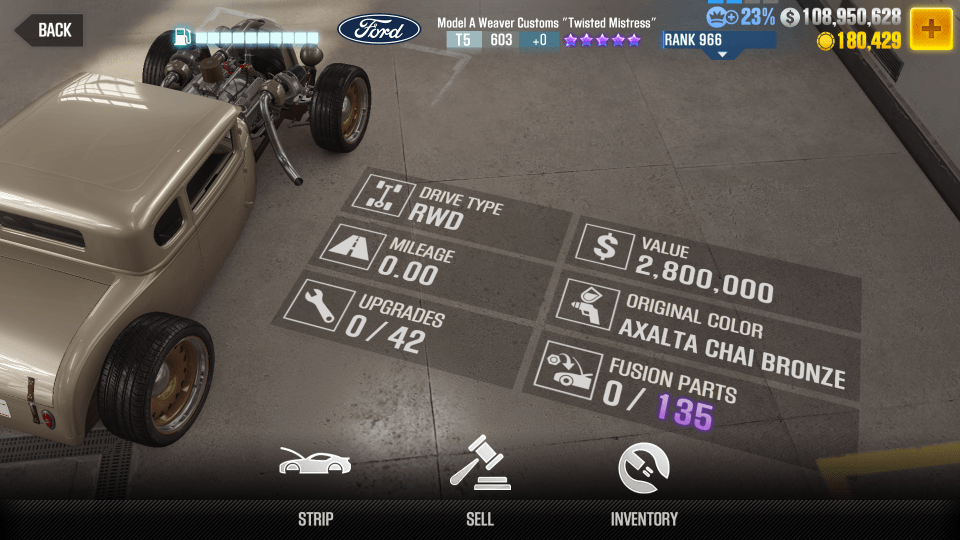 BACK
Ford
Model A Weaver Customs "Twisted Mistress"
T5 603 +0
RANK 966
23%
$ 108,950,628
180,429
DRIVE TYPE
RWD
MILEAGE
0.00
UPGRADES
0 / 42
$ VALUE
2,800,000
ORIGINAL COLOR
AXALTA CHAI BRONZE
FUSION PARTS
0 / 135
STRIP
SELL
INVENTORY